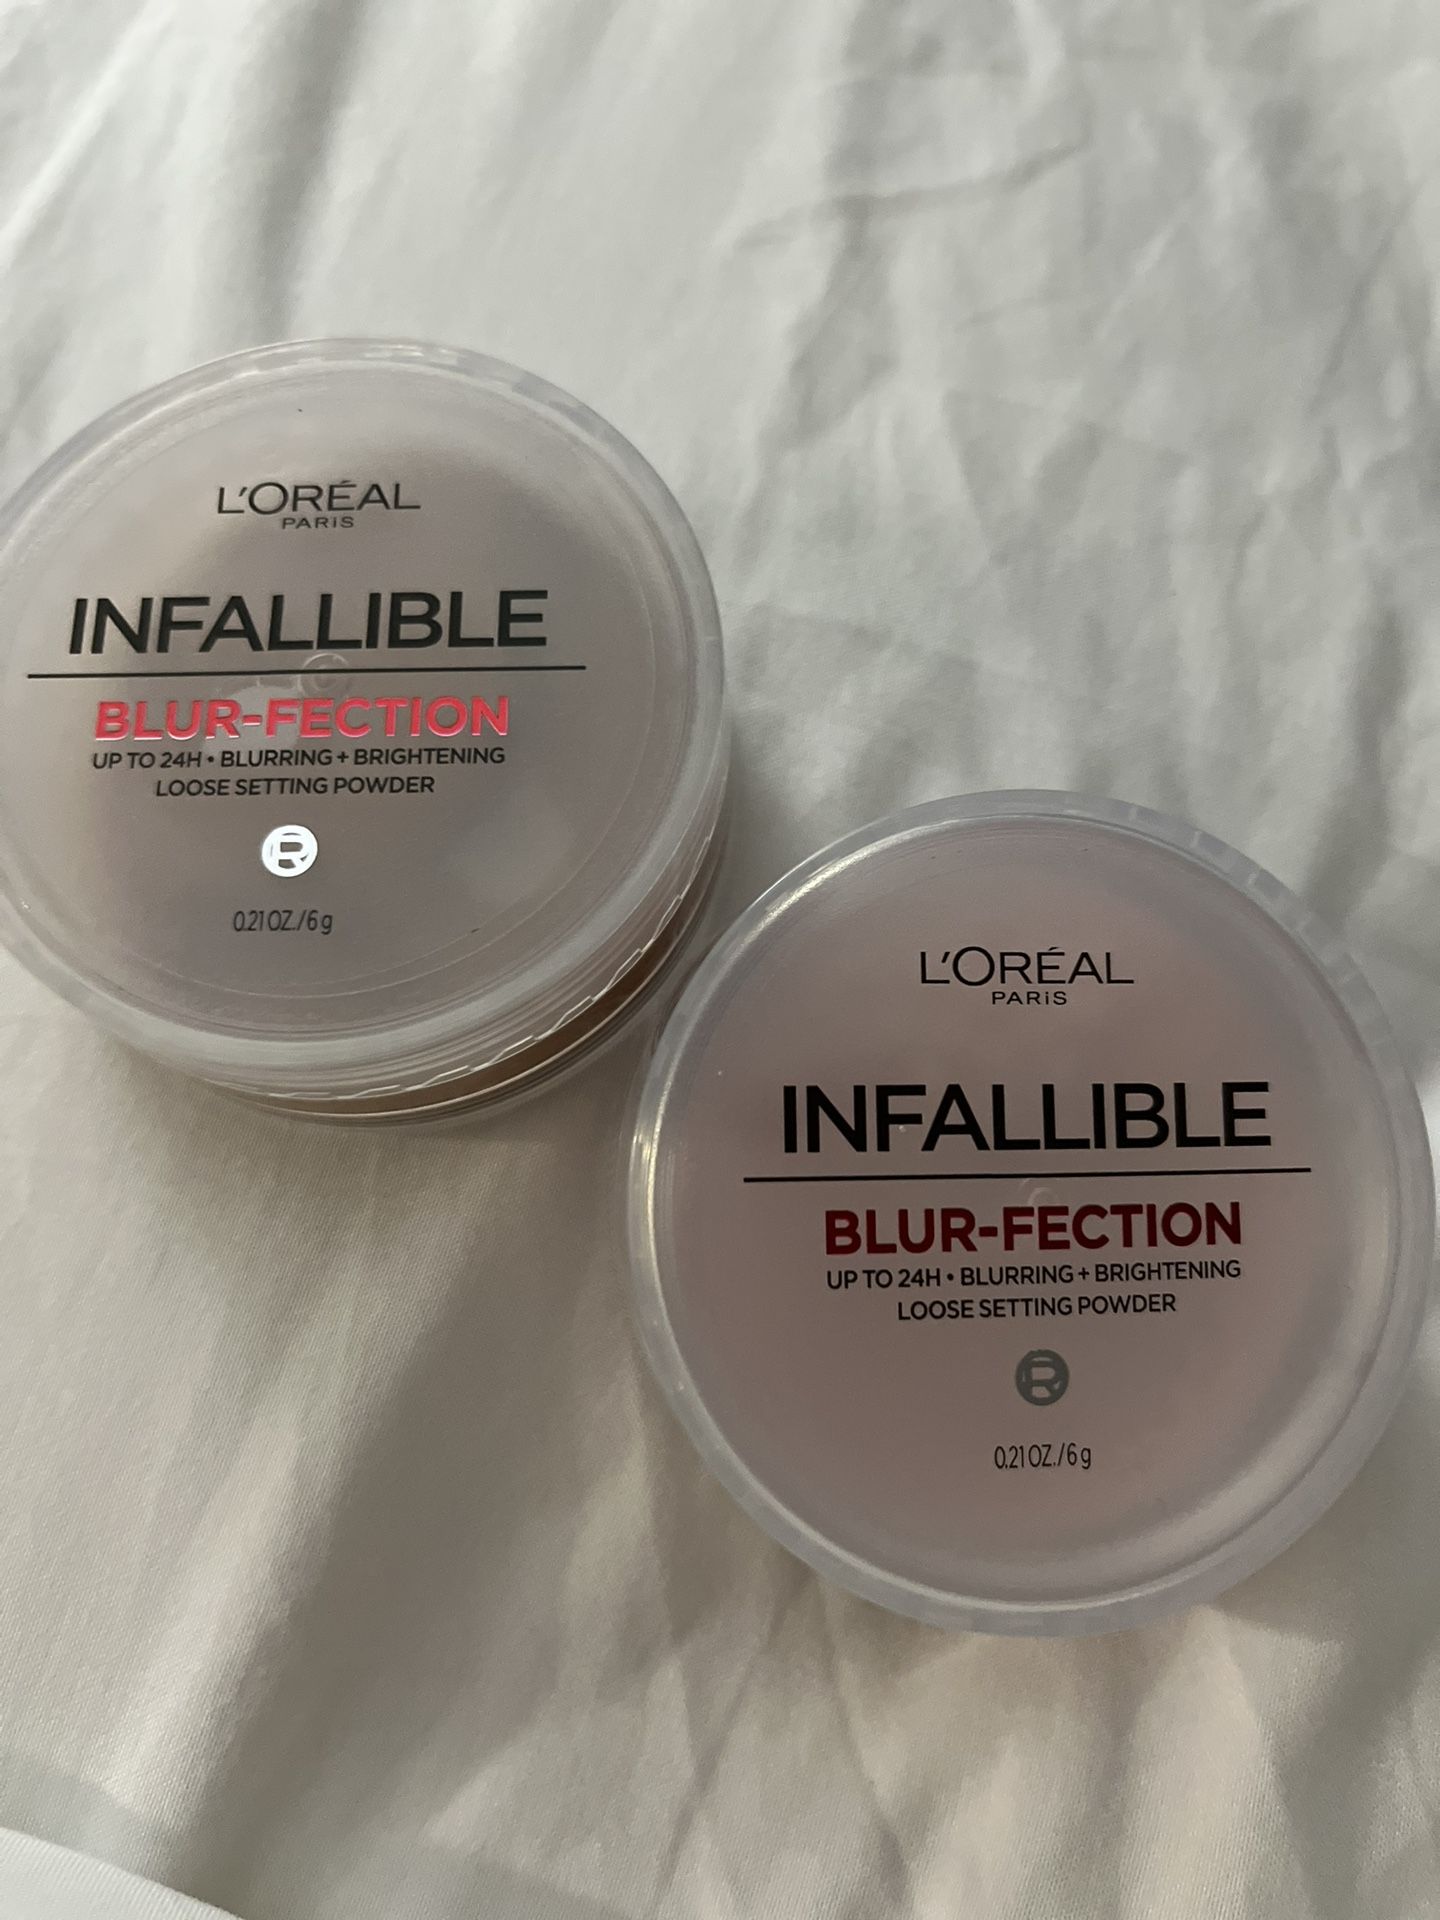 L'ORÉAL
PARiS
INFALLIBLE
BLUR-FECTION
UP TO 24H • BLURRING + BRIGHTENING
LOOSE SETTING POWDER
R
0.21 OZ./6 g
L'ORÉAL
PARiS
INFALLIBLE
BLUR-FECTION
UP TO 24H • BLURRING + BRIGHTENING
LOOSE SETTING POWDER
R
0.21 OZ./6 g